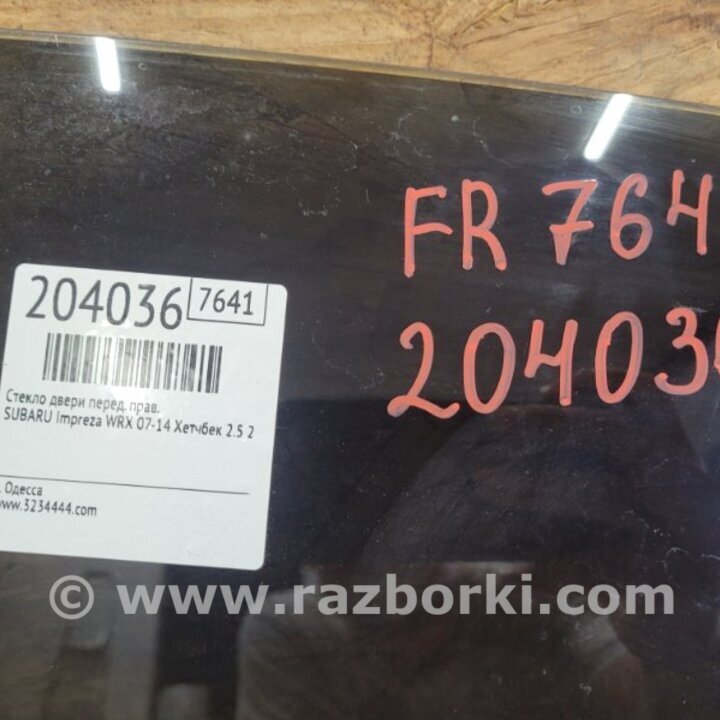 FR 764
20403
204036 7641
Стекло двери перед. прав.
SUBARU Impreza WRX 07-14 Хетчбек 2.5 2
. Одесса
www.3234444.com
© www.razborki.com